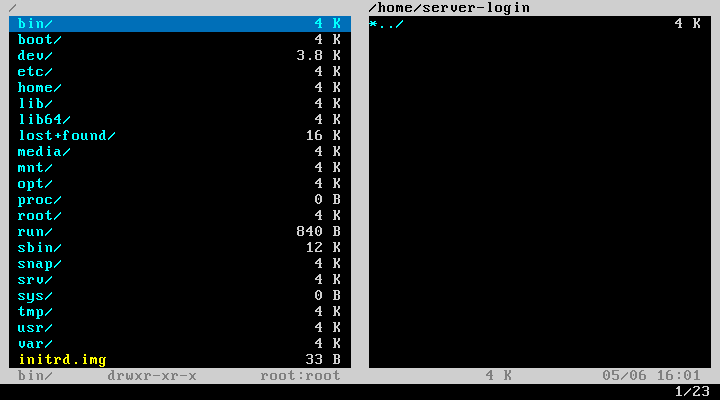 / /home/server-login
bin/ 4 K *../ 4 K
boot/ 4 K
dev/ 3.8 K
etc/ 4 K
home/ 4 K
lib/ 4 K
lib64/ 4 K
lost+found/ 16 K
media/ 4 K
mnt/ 4 K
opt/ 4 K
proc/ 0 B
root/ 4 K
run/ 840 B
sbin/ 12 K
snap/ 4 K
srv/ 4 K
sys/ 0 B
tmp/ 4 K
usr/ 4 K
var/ 4 K
initrd.img 33 B
bin/ drwxr-xr-x root:root 4 K 05/06 16:01
1/23